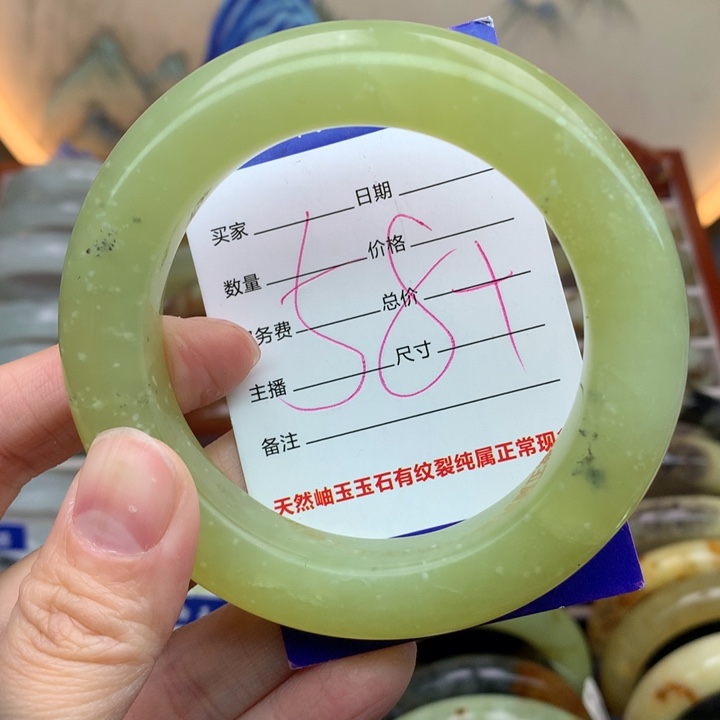 买家 日期
数量 价格
务费 总价
主播 尺寸
备注
584
天然岫玉玉石有纹裂纯属正常现